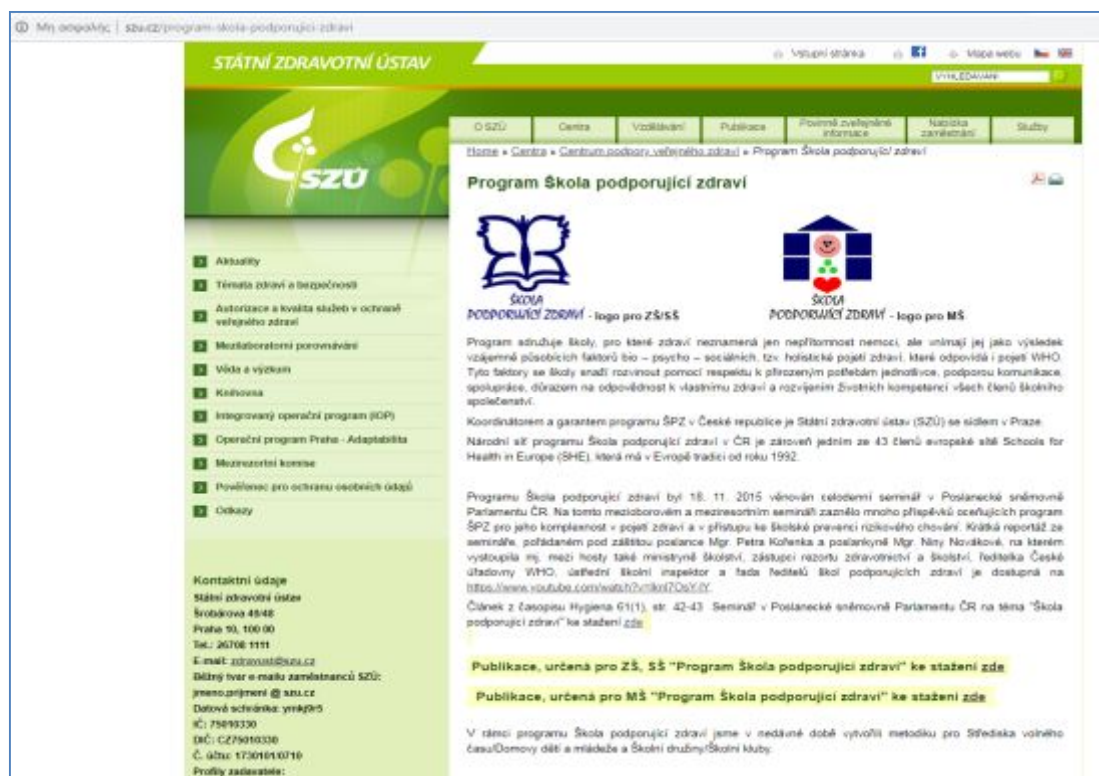 Μη ασφαλής | szu.cz/program-skola-podporujici-zdravi
STÁTNÍ ZDRAVOTNÍ ÚSTAV
Vstupní stránka
Mapa webu
VYHLEDÁVÁNÍ
SZÚ
O SZÚ
Centra
Vzdělávání
Publikace
Povinně zveřejněné informace
Nabídka zaměstnání
Služby
Home » Centra » Centrum podpory veřejného zdraví » Program Škola podporující zdraví
Program Škola podporující zdraví
ŠKOLA
PODPORUJÍCÍ ZDRAVÍ - logo pro ZŠ/SŠ
ŠKOLA
PODPORUJÍCÍ ZDRAVÍ - logo pro MŠ
Aktuality
Témata zdraví a bezpečnosti
Autorizace a kvalita služeb v ochraně
veřejného zdraví
Mezilaboratorní porovnávání
Věda a výzkum
Knihovna
Integrovaný operační program (IOP)
Operační program Praha - Adaptabilita
Mezirezortní komise
Pověřenec pro ochranu osobních údajů
Odkazy
Kontaktní údaje
Státní zdravotní ústav
Šrobárova 49/48
Praha 10, 100 00
Tel.: 26708 1111
E-mail: zdravust@szu.cz
Běžný tvar e-mailu zaměstnanců SZÚ:
jmeno.prijmeni @ szu.cz
Datová schránka: ymkj9r5
IČ: 75010330
DIČ: CZ75010330
Č. účtu: 1730101/0710
Profily zadavatele:
Program sdružuje školy, pro které zdraví neznamená jen nepřítomnost nemoci, ale vnímají jej jako výsledek
vzájemně působících faktorů bio – psycho – sociálních, tzv. holistické pojetí zdraví, které odpovídá i pojetí WHO.
Tyto faktory se školy snaží rozvinout pomocí respektu k přirozeným potřebám jednotlivce, podporou komunikace,
spolupráce, důrazem na odpovědnost k vlastnímu zdraví a rozvíjením životních kompetencí všech členů školního
společenství.
Koordinátorem a garantem programu ŠPZ v České republice je Státní zdravotní ústav (SZÚ) se sídlem v Praze.
Národní síť programu Škola podporující zdraví v ČR je zároveň jedním ze 43 členů evropské sítě Schools for
Health in Europe (SHE), která má v Evropě tradici od roku 1992.
Programu Škola podporující zdraví byl 18. 11. 2015 věnován celodenní seminář v Poslanecké sněmovně
Parlamentu ČR. Na tomto mezioborovém a meziresortním semináři zaznělo mnoho příspěvků oceňujících program
ŠPZ pro jeho komplexnost v pojetí zdraví a v přístupu ke školské prevenci rizikového chování. Krátká reportáž ze
semináře, pořádaném pod záštitou poslance Mgr. Petra Kořenka a poslankyně Mgr. Niny Novákové, na kterém
vystoupila mj. mezi hosty také ministryně školství, zástupci rezortu zdravotnictví a školství, ředitelka České
úřadovny WHO, ústřední školní inspektor a řada ředitelů škol podporujících zdraví je dostupná na
Článek z časopisu Hygiena 61(1), str. 42-43 Seminář v Poslanecké sněmovně Parlamentu ČR na téma "Škola
podporující zdraví" ke stažení zde
Publikace, určená pro ZŠ, SŠ "Program Škola podporující zdraví" ke stažení zde
Publikace, určená pro MŠ "Program Škola podporující zdraví" ke stažení zde
V rámci programu Škola podporující zdraví jsme v nedávné době vytvořili metodiku pro Střediska volného
času/Domovy dětí a mládeže a Školní družiny/Školní kluby.